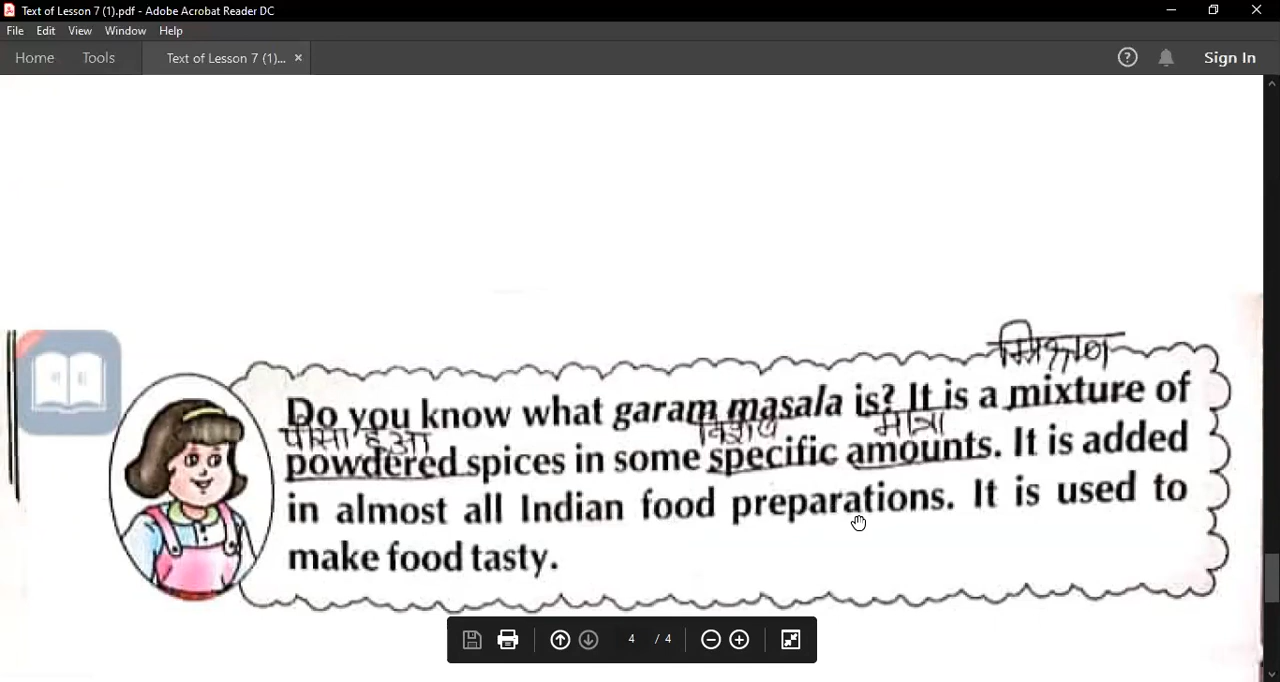 Text of Lesson 7 (1).pdf - Adobe Acrobat Reader DC
File Edit View Window Help
Home Tools Text of Lesson 7 (1)... × Sign In
मिश्रण
Do you know what garam masala is? It is a mixture of
पीसा हुआ विशेष मात्रा
powdered spices in some specific amounts. It is added
in almost all Indian food preparations. It is used to
make food tasty.
4 / 4